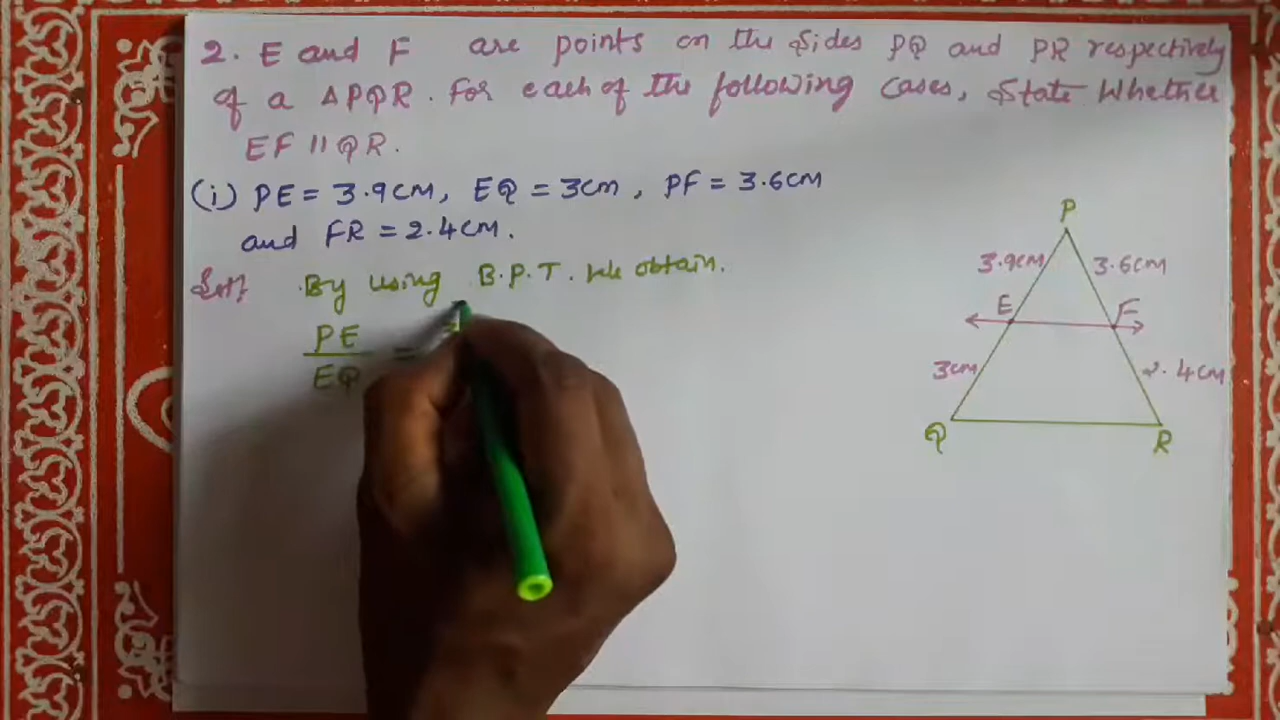 2. E and F are points on the Sides PQ and PR respectively
of a ΔPQR. For each of the following Cases, State Whether
EF || QR.
(i) PE = 3.9cm, EQ = 3cm, PF = 3.6cm
and FR = 2.4cm.
Sol: By using B.P.T. We obtain.
PE
=
EQ
P
3.9cm 3.6cm
E F
3cm 2.4cm
Q R